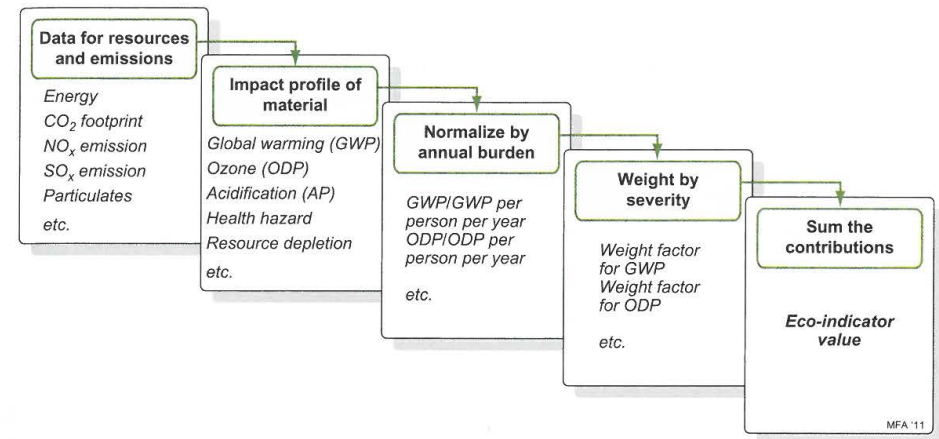 Data for resources
and emissions
Energy
CO₂ footprint
NOₓ emission
SOₓ emission
Particulates
etc.
Impact profile of
material
Global warming (GWP)
Ozone (ODP)
Acidification (AP)
Health hazard
Resource depletion
etc.
Normalize by
annual burden
GWP/GWP per
person per year
ODP/ODP per
person per year
etc.
Weight by
severity
Weight factor
for GWP
Weight factor
for ODP
etc.
Sum the
contributions
Eco-indicator
value
MFA '11